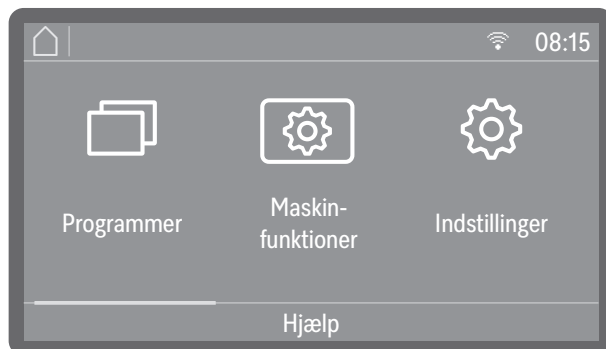 08:15
Programmer
Maskin-
funktioner
Indstillinger
Hjælp